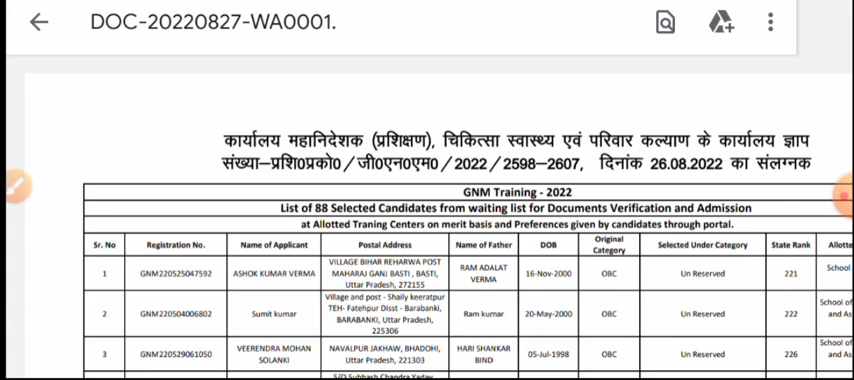 DOC-20220827-WA0001.
कार्यालय महानिदेशक (प्रशिक्षण), चिकित्सा स्वास्थ्य एवं परिवार कल्याण के कार्यालय ज्ञाप
संख्या–प्रशि0प्रको0/जी0एन0एम0/2022/2598–2607, दिनांक 26.08.2022 का संलग्नक
GNM Training - 2022
List of 88 Selected Candidates from waiting list for Documents Verification and Admission
at Allotted Traning Centers on merit basis and Preferences given by candidates through portal.
Sr. No Registration No. Name of Applicant Postal Address Name of Father DOB Original Category Selected Under Category State Rank Allotte
1 GNM220525047592 ASHOK KUMAR VERMA VILLAGE BIHAR REHARWA POST MAHARAJ GANJ BASTI , BASTI, Uttar Pradesh, 272155 RAM ADALAT VERMA 16-Nov-2000 OBC Un Reserved 221 School
2 GNM220504006802 Sumit kumar Village and post - Shaily keeratpur TEH- Fatehpur Disst - Barabanki, BARABANKI, Uttar Pradesh, 225306 Ram kumar 20-May-2000 OBC Un Reserved 222 School of and As
3 GNM220529061050 VEERENDRA MOHAN SOLANKI NAVALPUR JAKHAW, BHADOHI, Uttar Pradesh, 221303 HARI SHANKAR BIND 05-Jul-1998 OBC Un Reserved 226 School of and As
S/O Subhash Chandra Yadav